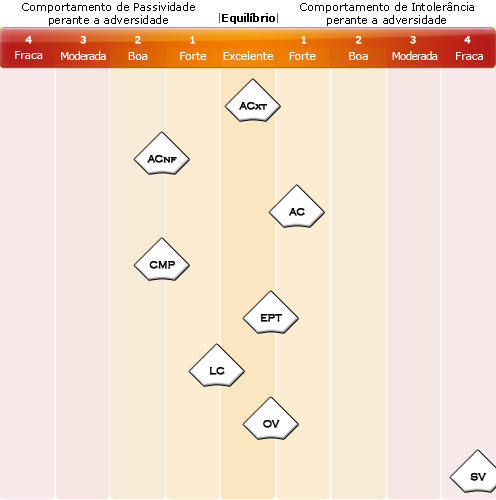 Comportamento de Passividade
perante a adversidade
|Equilíbrio|
Comportamento de Intolerância
perante a adversidade
4 3 2 1 1 2 3 4
Fraca Moderada Boa Forte Excelente Forte Boa Moderada Fraca
ACXT
ACNF
AC
CMP
EPT
LC
OV
SV